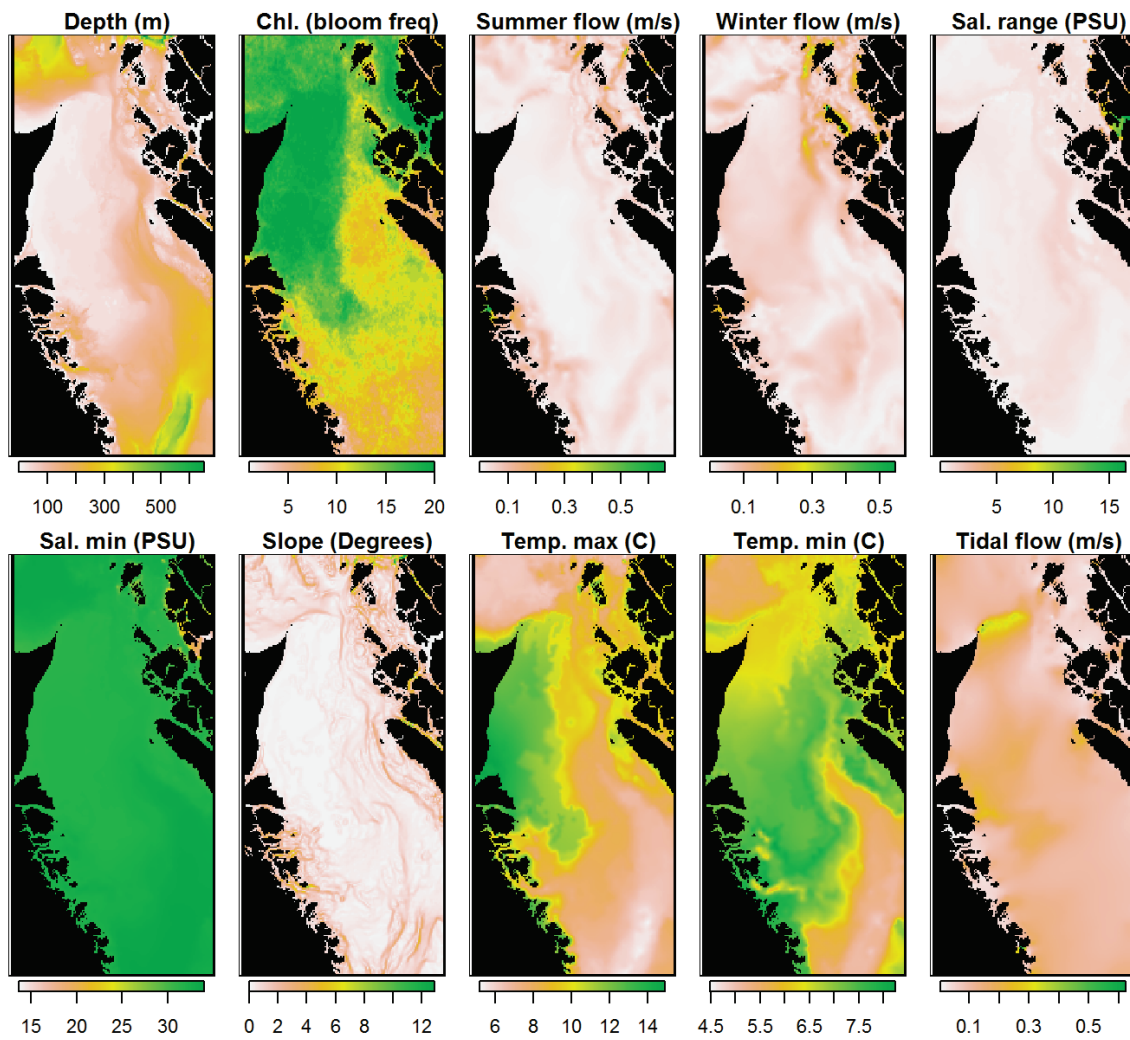 Depth (m) Chl. (bloom freq) Summer flow (m/s) Winter flow (m/s) Sal. range (PSU)
100 300 500 5 10 15 20 0.1 0.3 0.5 0.1 0.3 0.5 5 10 15
Sal. min (PSU) Slope (Degrees) Temp. max (C) Temp. min (C) Tidal flow (m/s)
15 20 25 30 0 2 4 6 8 12 6 8 10 12 14 4.5 5.5 6.5 7.5 0.1 0.3 0.5